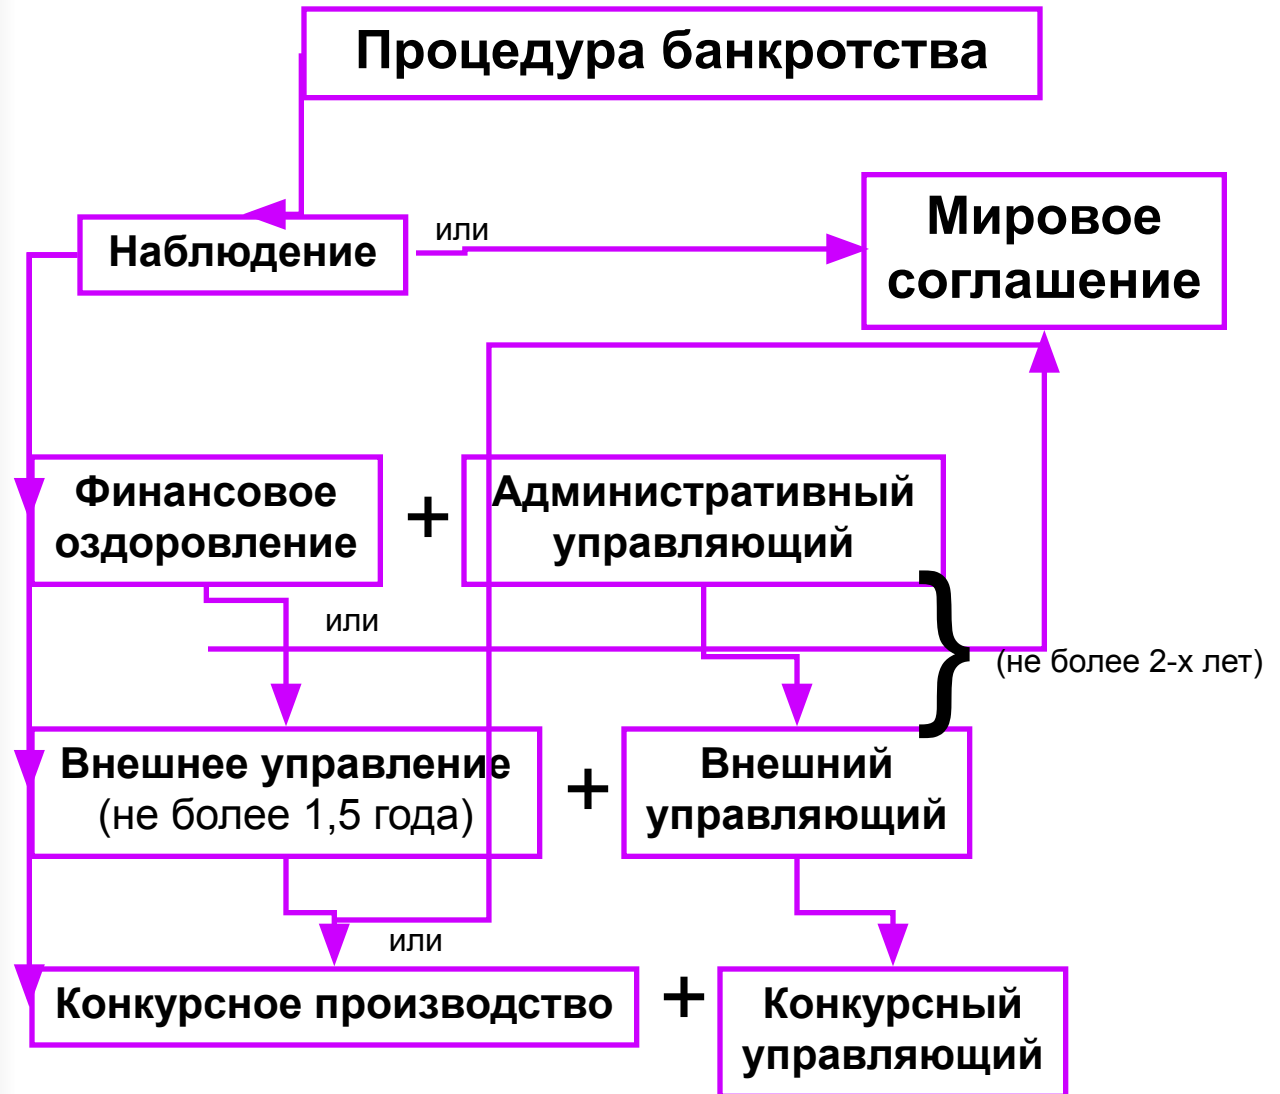 Процедура банкротства
Наблюдение
или
Мировое
соглашение
Финансовое
оздоровление
+
Административный
управляющий
или
}
(не более 2-х лет)
Внешнее управление
(не более 1,5 года)
+
Внешний
управляющий
или
Конкурсное производство
+
Конкурсный
управляющий